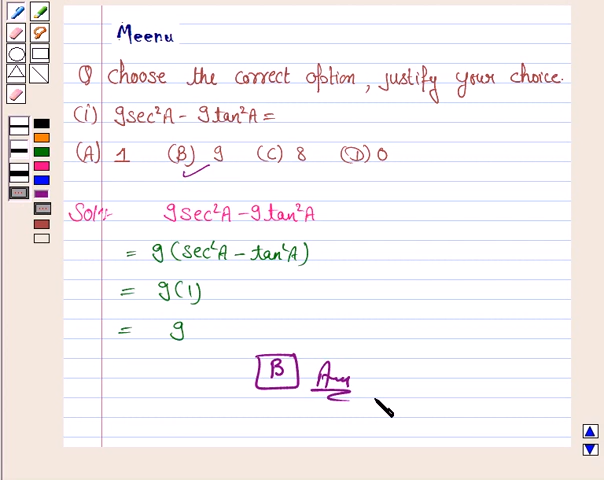 Meenu
Q Choose the correct option, justify your choice.
(i) 9sec²A - 9tan²A =
(A) 1 (B) 9 (C) 8 (D) 0
Sol:- 9sec²A - 9tan²A
= 9(sec²A - tan²A)
= 9(1)
= 9
B Ans